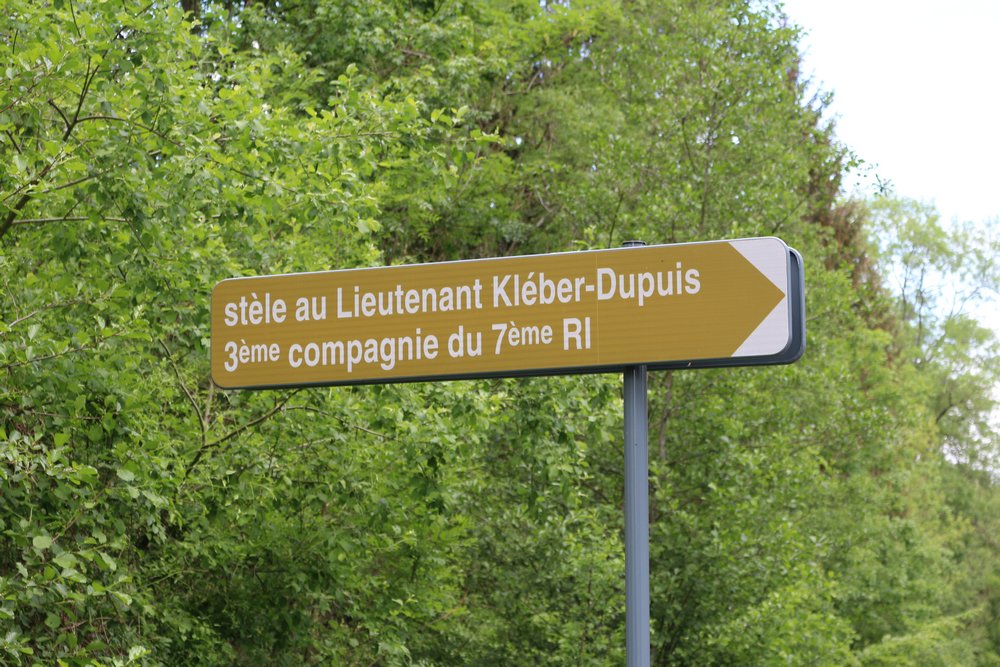 stèle au Lieutenant Kléber-Dupuis
3ème compagnie du 7ème RI